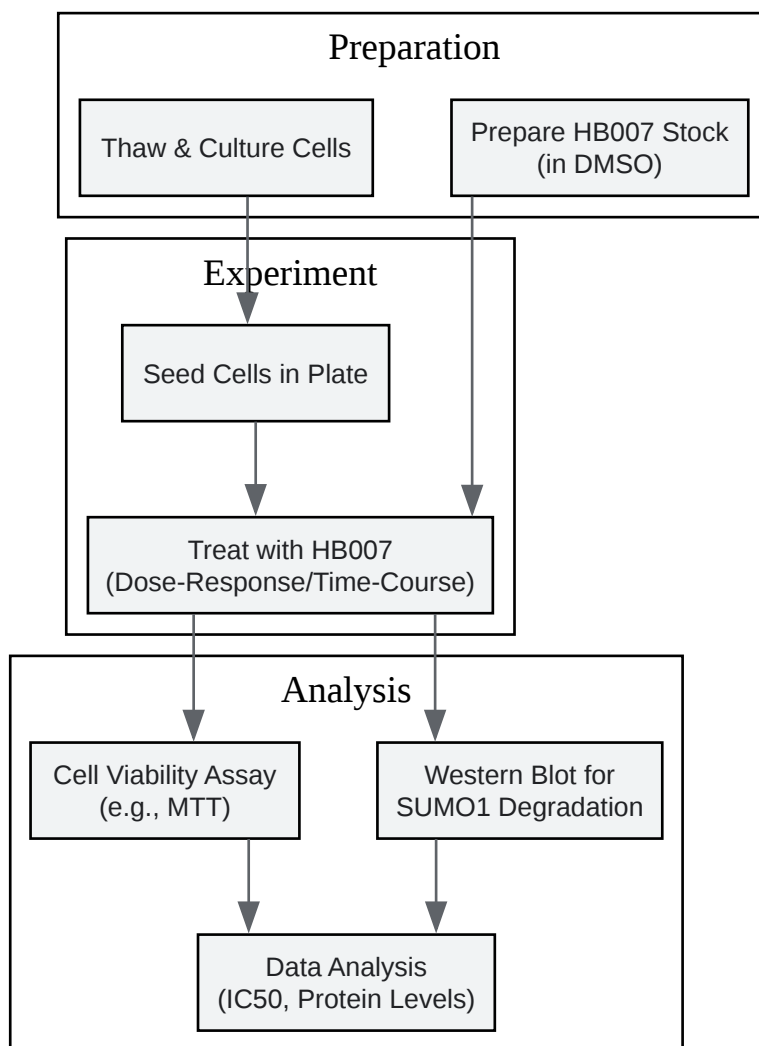 Preparation
Thaw & Culture Cells
Prepare HB007 Stock
(in DMSO)
Experiment
Seed Cells in Plate
Treat with HB007
(Dose-Response/Time-Course)
Analysis
Cell Viability Assay
(e.g., MTT)
Western Blot for
SUMO1 Degradation
Data Analysis
(IC50, Protein Levels)